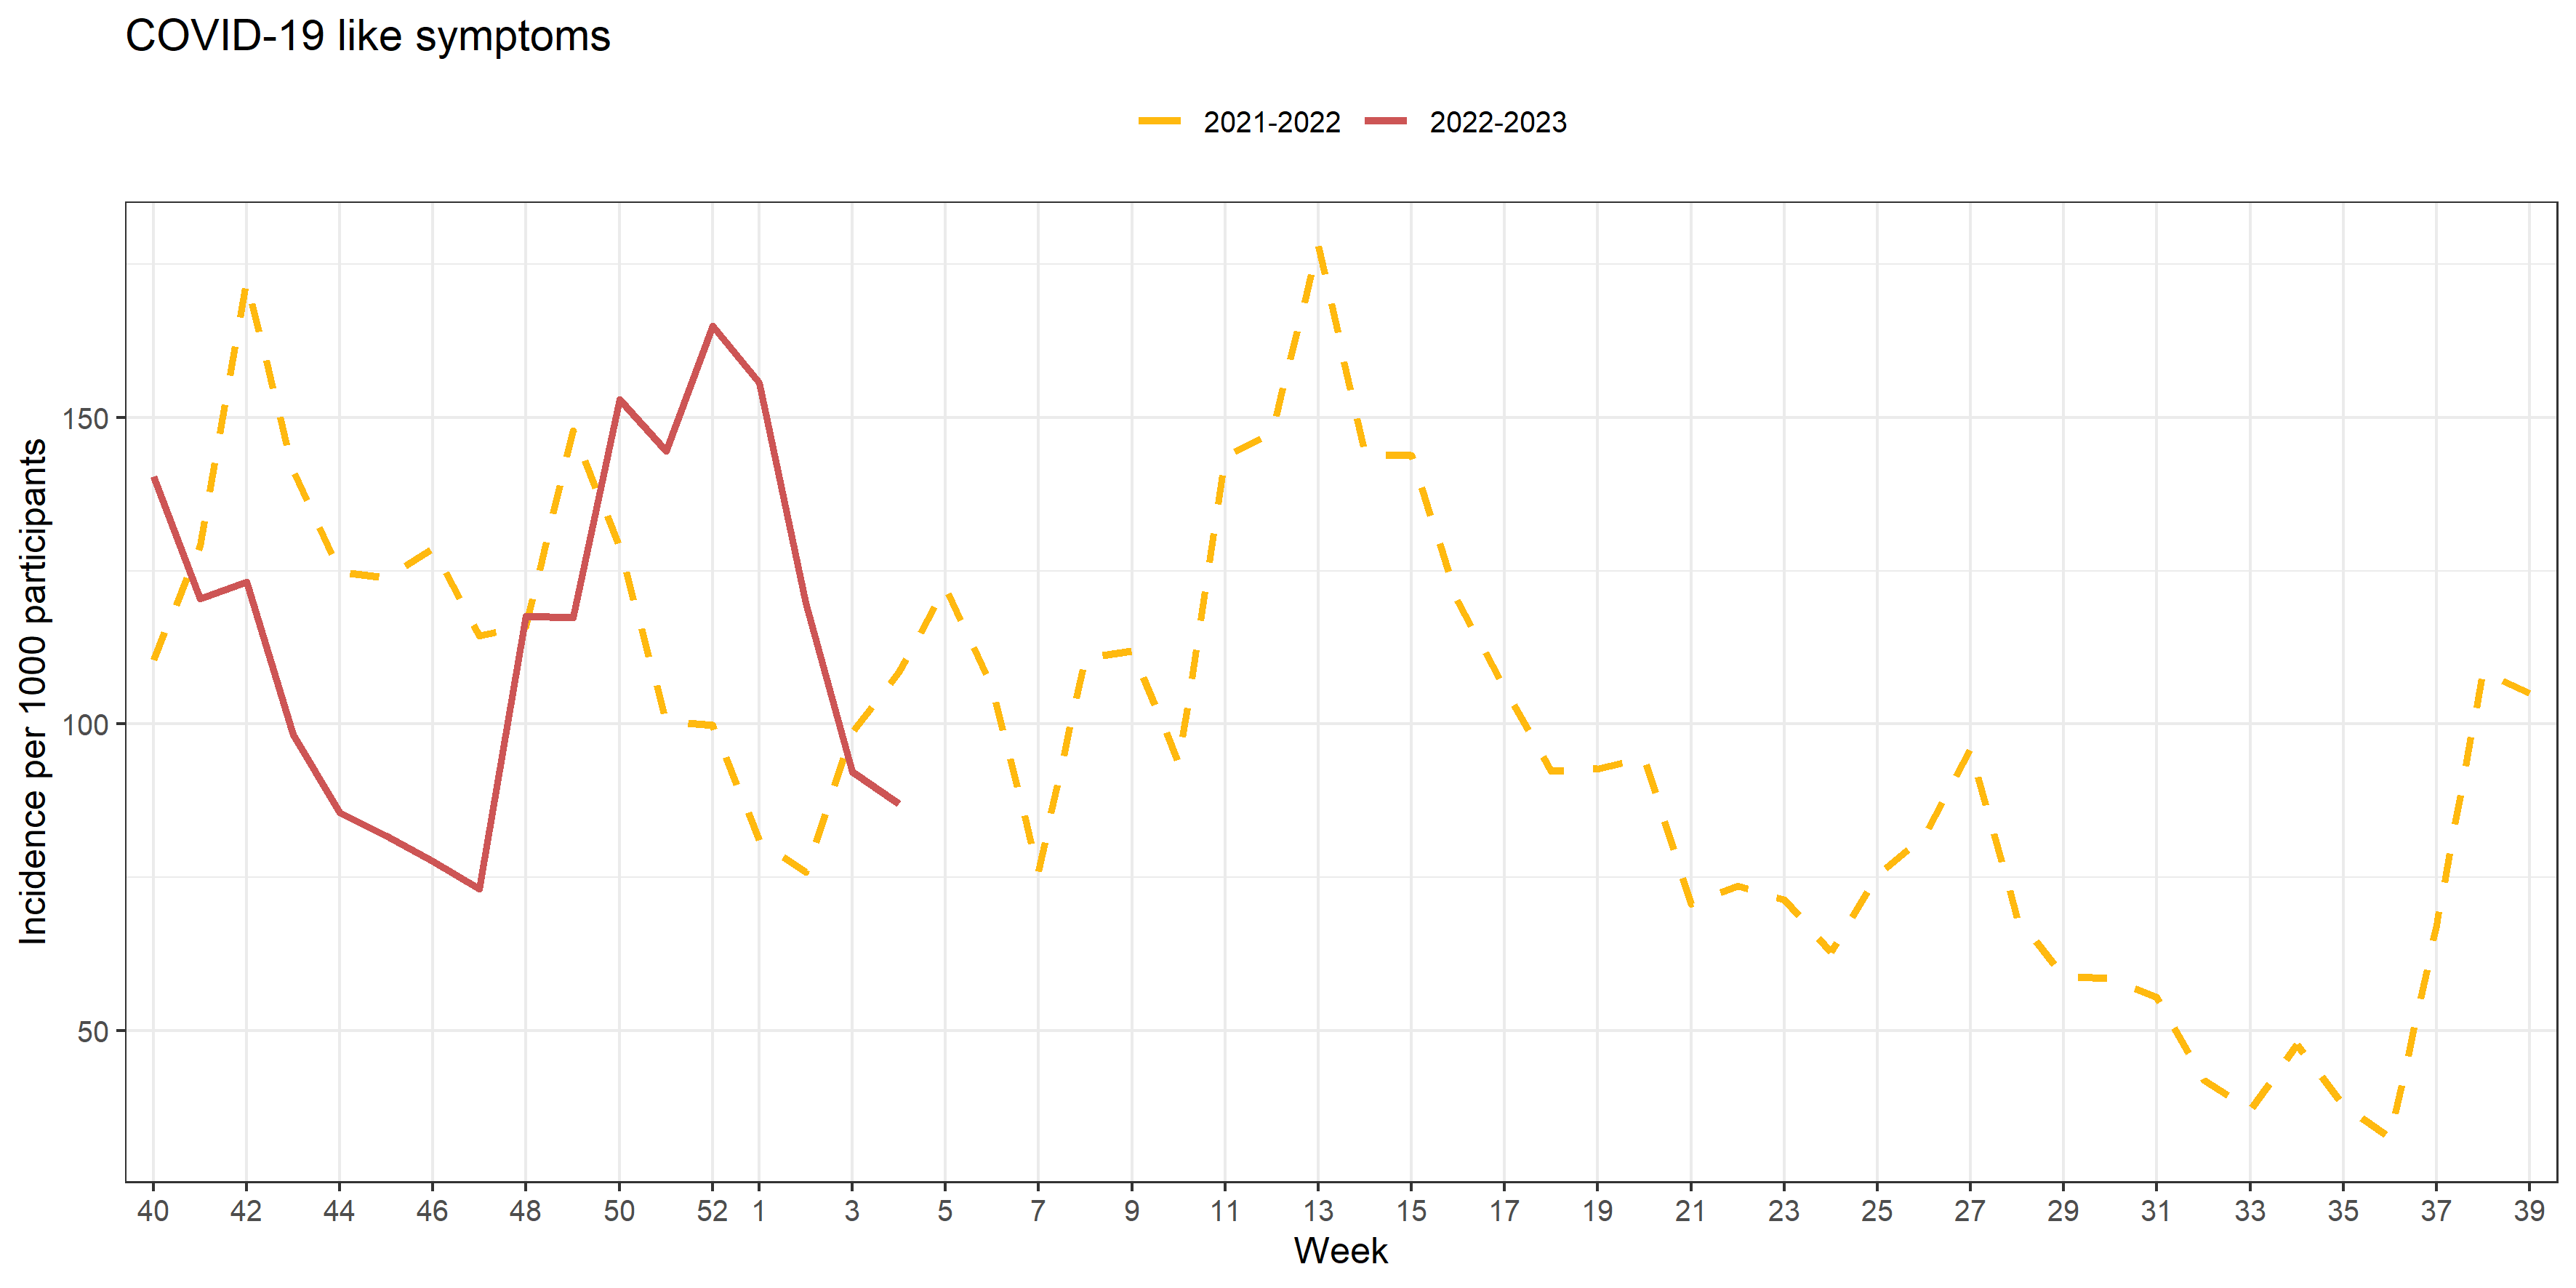 COVID-19 like symptoms
2021-2022 2022-2023
Incidence per 1000 participants
150
100
50
40 42 44 46 48 50 52 1 3 5 7 9 11 13 15 17 19 21 23 25 27 29 31 33 35 37 39
Week